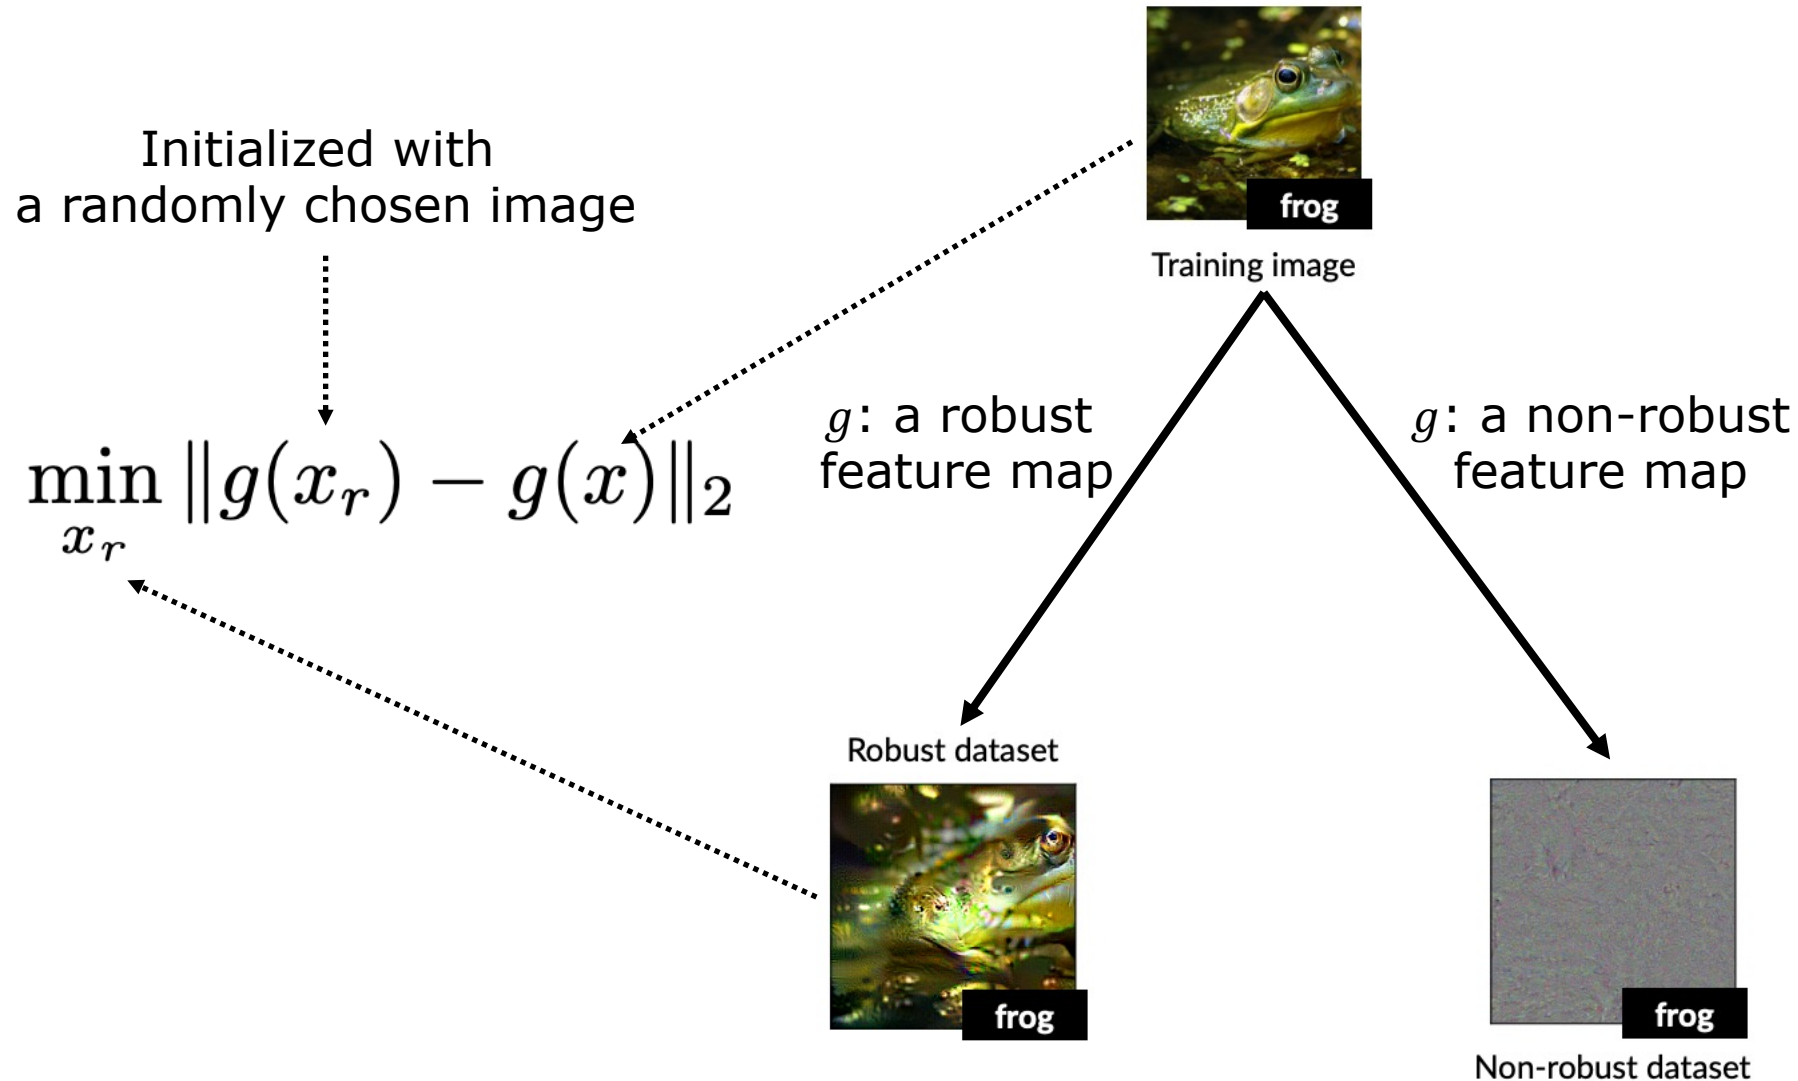 frog
Training image
Initialized with
a randomly chosen image
min ‖g(x_r) − g(x)‖₂
x_r
g: a robust
feature map
g: a non-robust
feature map
Robust dataset
frog
frog
Non-robust dataset